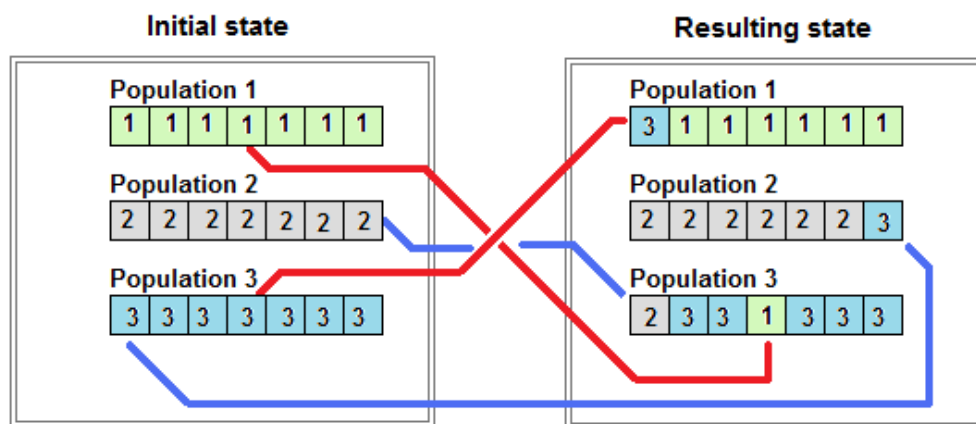 Initial state
Population 1
1 1 1 1 1 1 1
Population 2
2 2 2 2 2 2 2
Population 3
3 3 3 3 3 3 3
Resulting state
Population 1
3 1 1 1 1 1 1
Population 2
2 2 2 2 2 2 3
Population 3
2 3 3 1 3 3 3